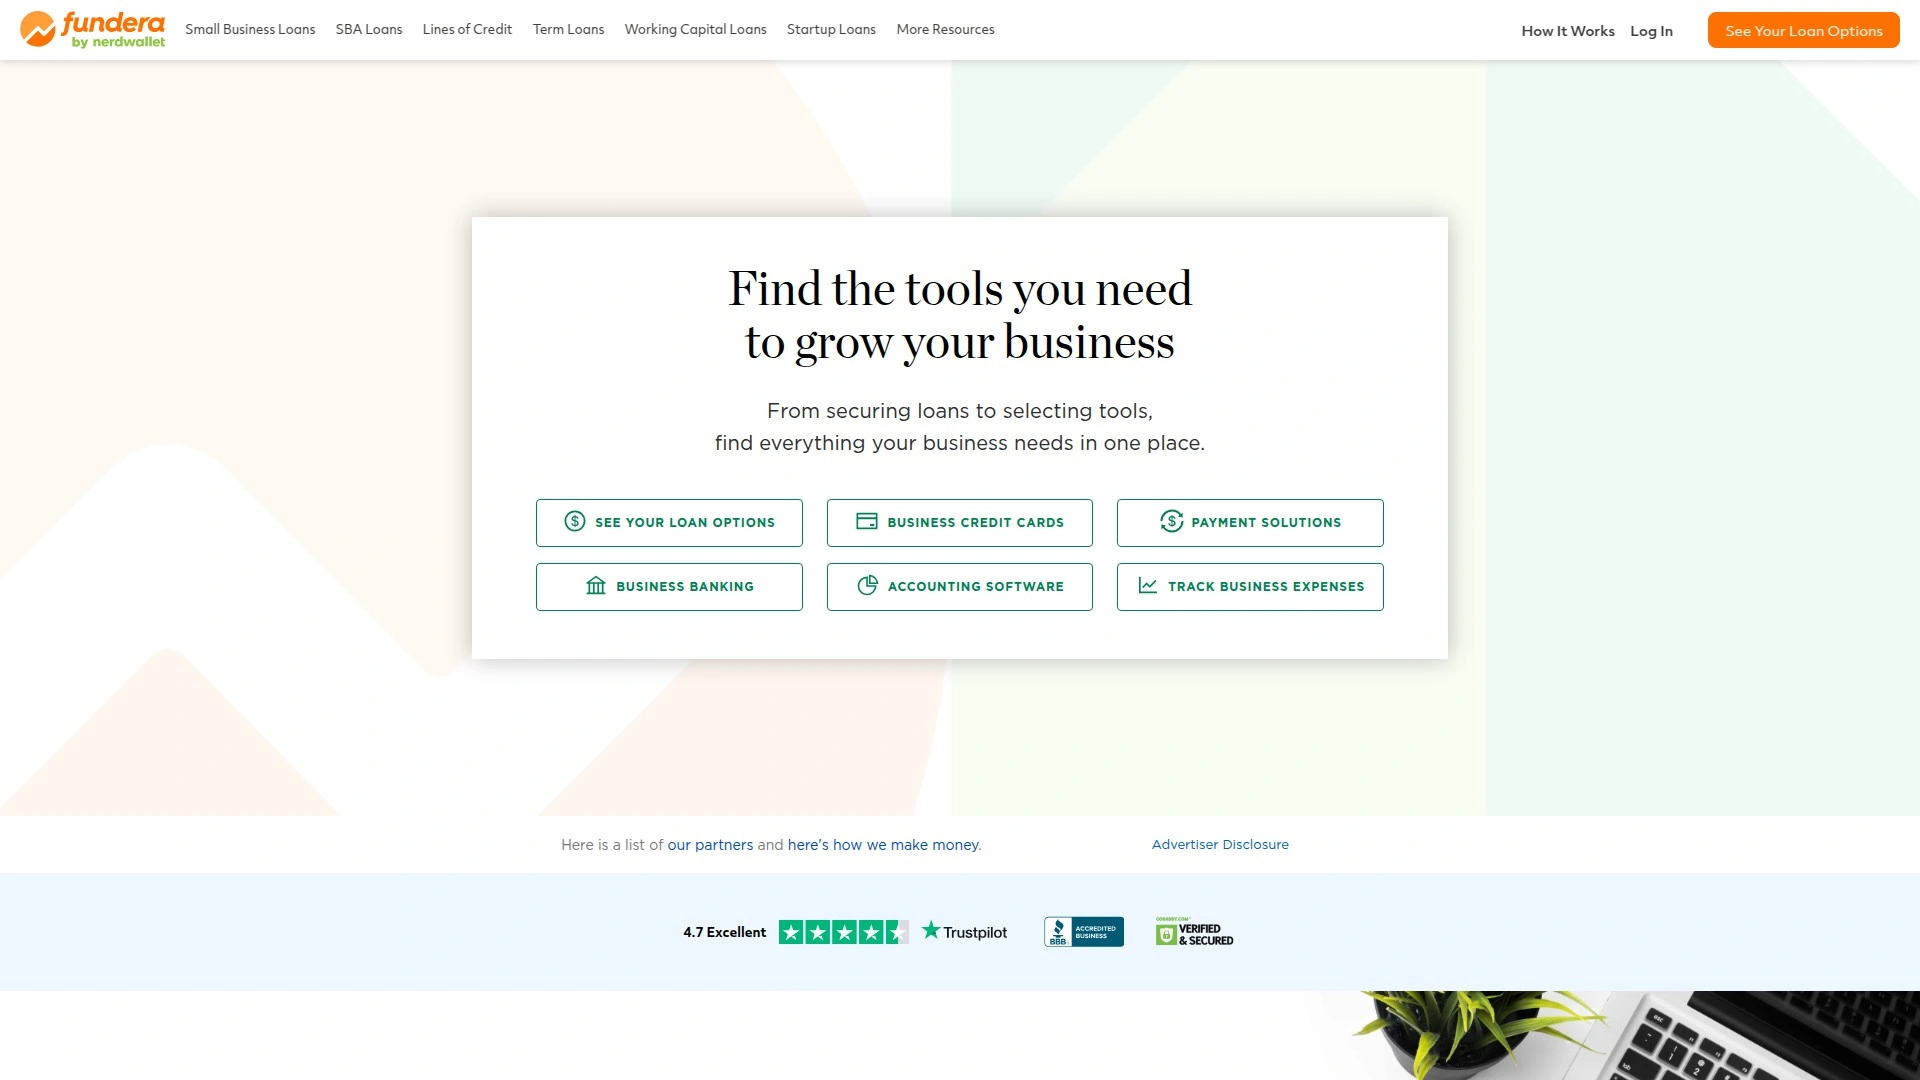 fundera
by nerdwallet
Small Business Loans SBA Loans Lines of Credit Term Loans Working Capital Loans Startup Loans More Resources
How It Works Log In See Your Loan Options
Find the tools you need
to grow your business
From securing loans to selecting tools,
find everything your business needs in one place.
SEE YOUR LOAN OPTIONS BUSINESS CREDIT CARDS PAYMENT SOLUTIONS
BUSINESS BANKING ACCOUNTING SOFTWARE TRACK BUSINESS EXPENSES
Here is a list of our partners and here's how we make money. Advertiser Disclosure
4.7 Excellent Trustpilot
BBB. ACCREDITED
BUSINESS
VERIFIED
& SECURED
esc
tab